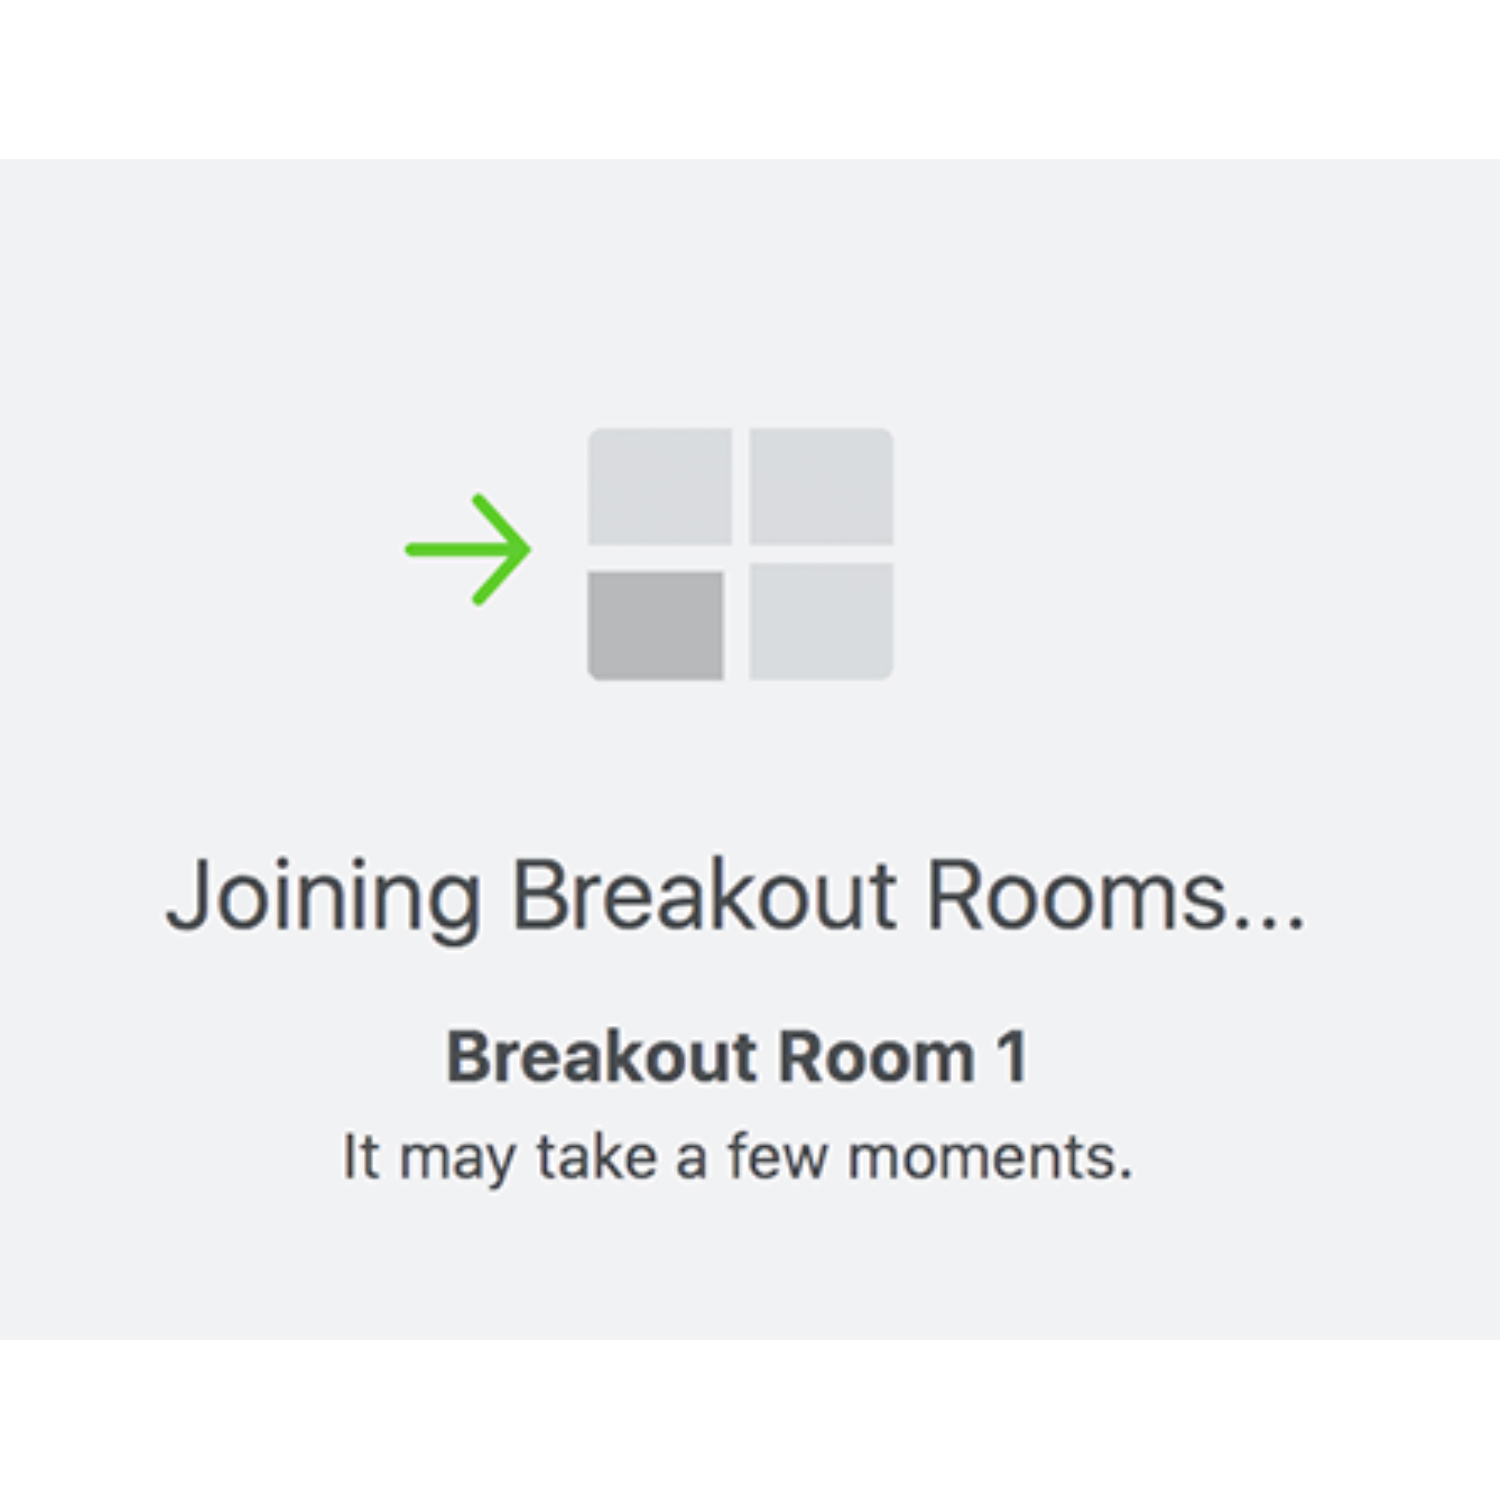 Joining Breakout Rooms...
Breakout Room 1
It may take a few moments.